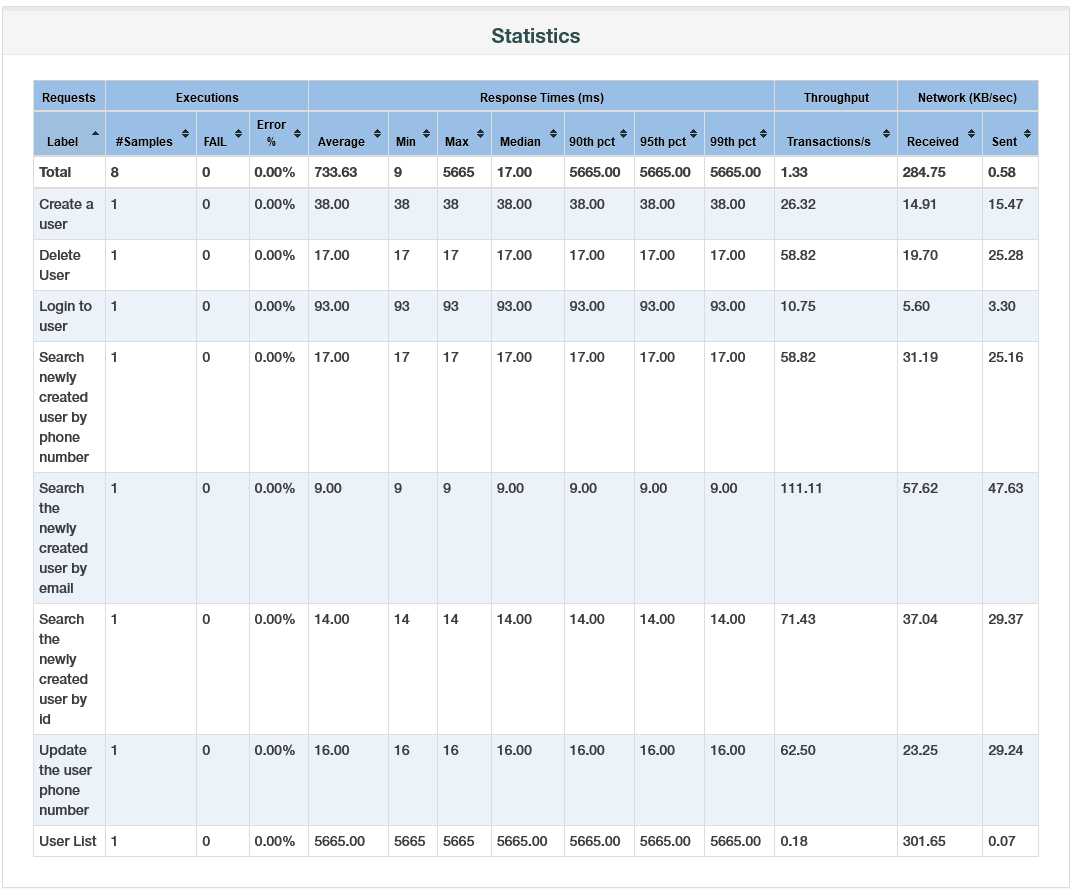 Statistics
Requests Executions Response Times (ms) Throughput Network (KB/sec)
Label #Samples FAIL Error % Average Min Max Median 90th pct 95th pct 99th pct Transactions/s Received Sent
Total 8 0 0.00% 733.63 9 5665 17.00 5665.00 5665.00 5665.00 1.33 284.75 0.58
Create a 1 0 0.00% 38.00 38 38 38.00 38.00 38.00 38.00 26.32 14.91 15.47
user
Delete 1 0 0.00% 17.00 17 17 17.00 17.00 17.00 17.00 58.82 19.70 25.28
User
Login to 1 0 0.00% 93.00 93 93 93.00 93.00 93.00 93.00 10.75 5.60 3.30
user
Search 1 0 0.00% 17.00 17 17 17.00 17.00 17.00 17.00 58.82 31.19 25.16
newly
created
user by
phone
number
Search 1 0 0.00% 9.00 9 9 9.00 9.00 9.00 9.00 111.11 57.62 47.63
the
newly
created
user by
email
Search 1 0 0.00% 14.00 14 14 14.00 14.00 14.00 14.00 71.43 37.04 29.37
the
newly
created
user by
id
Update 1 0 0.00% 16.00 16 16 16.00 16.00 16.00 16.00 62.50 23.25 29.24
the user
phone
number
User List 1 0 0.00% 5665.00 5665 5665 5665.00 5665.00 5665.00 5665.00 0.18 301.65 0.07